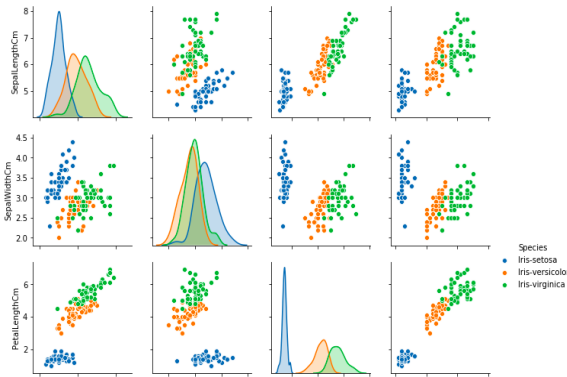 SepalLengthCm
8
7
6
5
SepalWidthCm
4.5
4.0
3.5
3.0
2.5
2.0
PetalLengthCm
6
4
2
Species
Iris-setosa
Iris-versicolo
Iris-virginica